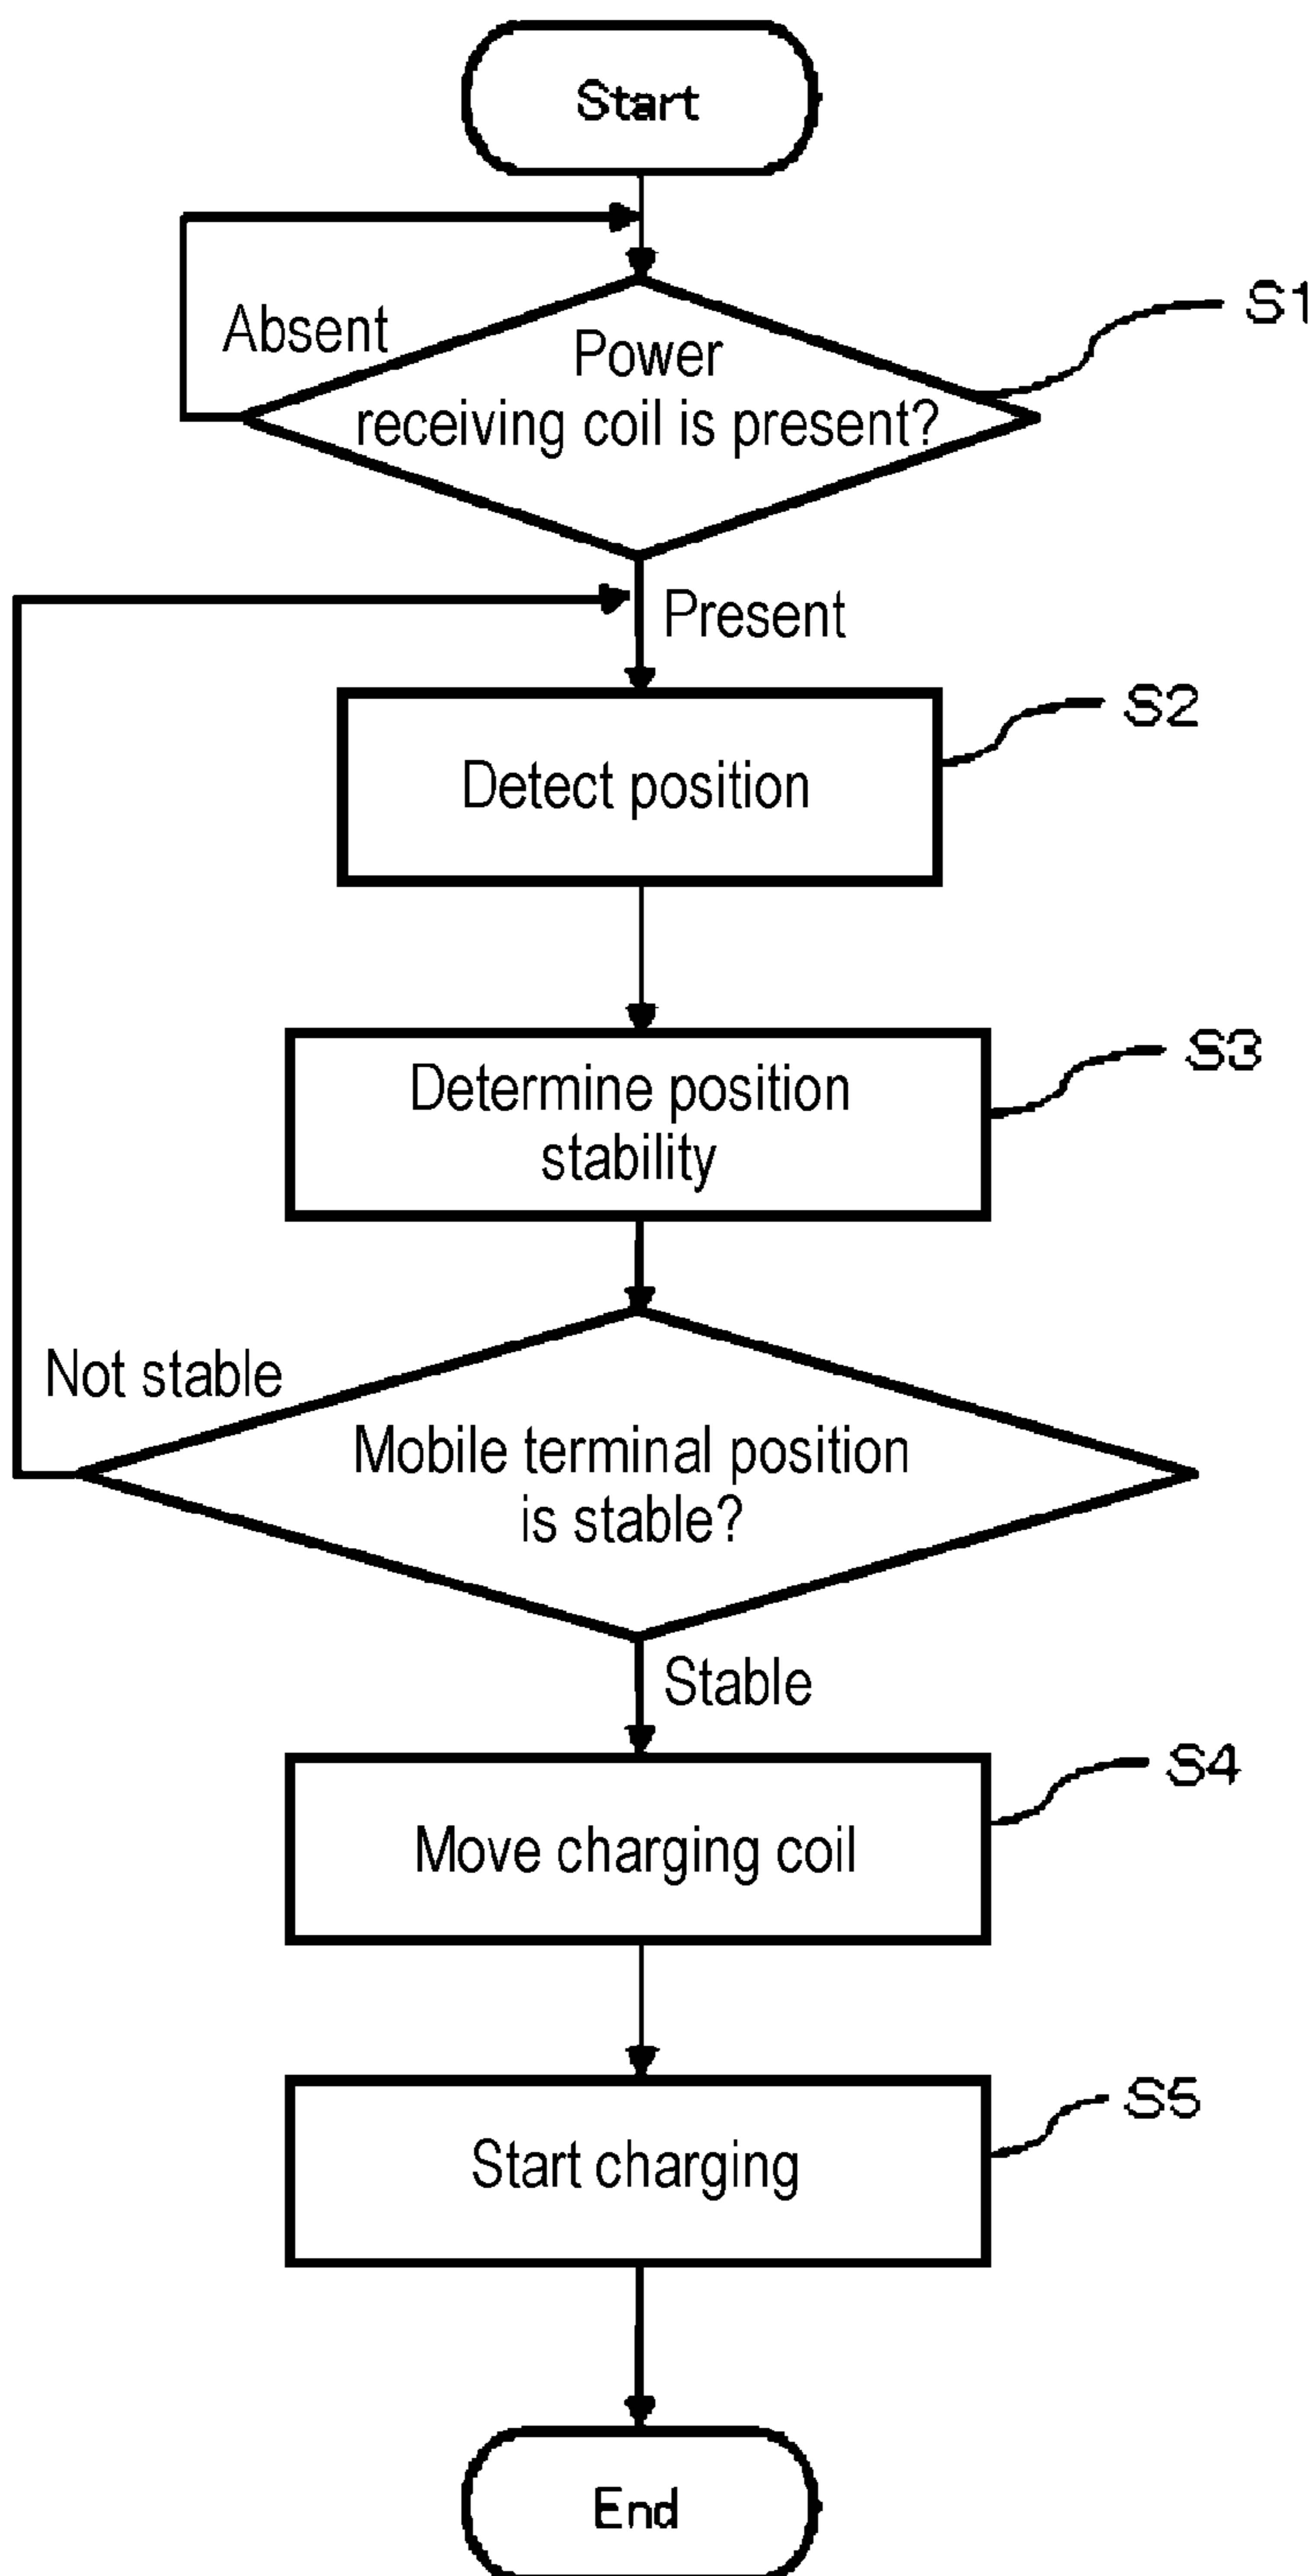 Start
Absent
Power
receiving coil is present?
S1
Present
Detect position
S2
Determine position
stability
S3
Not stable
Mobile terminal position
is stable?
Stable
Move charging coil
S4
Start charging
S5
End